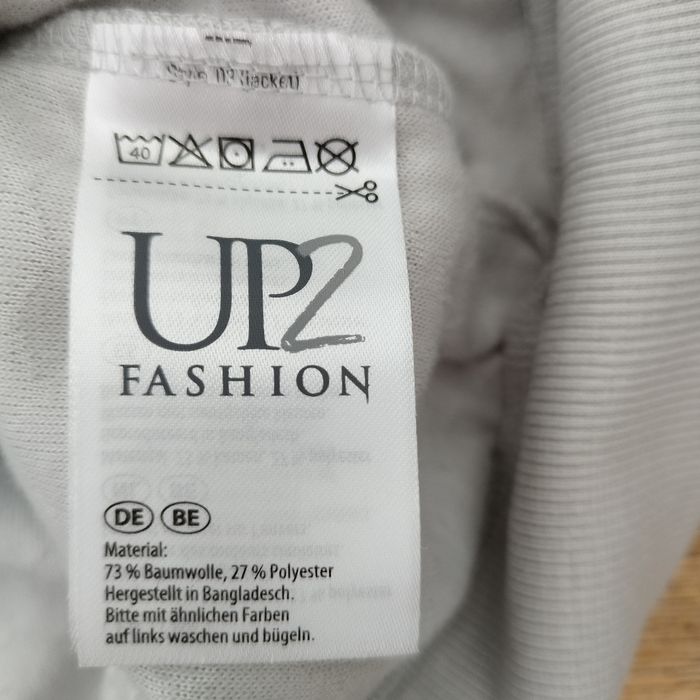 40
UP2
FASHION
DE BE
Material:
73 % Baumwolle, 27 % Polyester
Hergestellt in Bangladesch.
Bitte mit ähnlichen Farben
auf links waschen und bügeln.